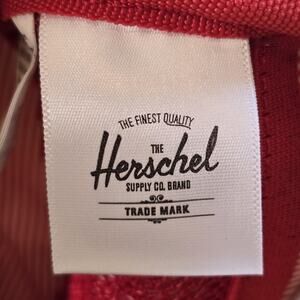 THE FINEST QUALITY
THE
Herschel
SUPPLY CO. BRAND
TRADE MARK